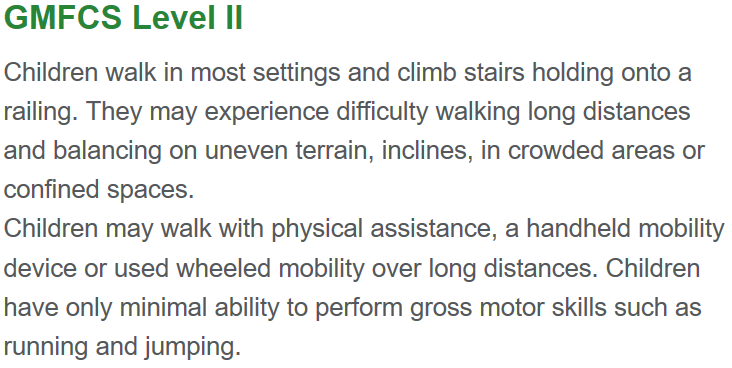 GMFCS Level II
Children walk in most settings and climb stairs holding onto a
railing. They may experience difficulty walking long distances
and balancing on uneven terrain, inclines, in crowded areas or
confined spaces.
Children may walk with physical assistance, a handheld mobility
device or used wheeled mobility over long distances. Children
have only minimal ability to perform gross motor skills such as
running and jumping.